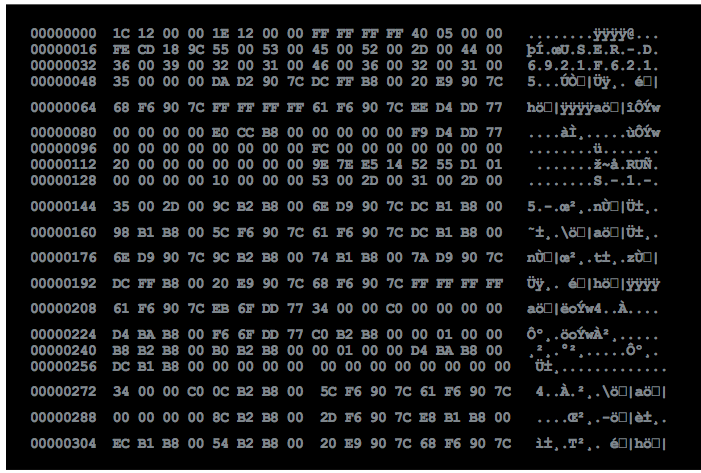 00000000 1C 12 00 00 1E 12 00 00 FF FF FF FF 40 05 00 00 ........ÿÿÿÿ@...
00000016 FE CD 18 9C 55 00 53 00 45 00 52 00 2D 00 44 00 þÍ.œU.S.E.R.-.D.
00000032 36 00 39 00 32 00 31 00 46 00 36 00 32 00 31 00 6.9.2.1.F.6.2.1.
00000048 35 00 00 00 DA D2 90 7C DC FF B8 00 20 E9 90 7C 5...ÚÒ□|Üÿ¸. é□|
00000064 68 F6 90 7C FF FF FF FF 61 F6 90 7C EE D4 DD 77 hö□|ÿÿÿÿaö□|îÔÝw
00000080 00 00 00 00 E0 CC B8 00 00 00 00 00 F9 D4 DD 77 ....àÌ¸.....ùÔÝw
00000096 00 00 00 00 00 00 00 00 FC 00 00 00 00 00 00 00 ........ü.......
00000112 20 00 00 00 00 00 00 00 9E 7E E5 14 52 55 D1 01  .......ž~å.RUÑ.
00000128 00 00 00 00 10 00 00 00 53 00 2D 00 31 00 2D 00 ........S.-.1.-.
00000144 35 00 2D 00 9C B2 B8 00 6E D9 90 7C DC B1 B8 00 5.-.œ²¸.nÙ□|Ü±¸.
00000160 98 B1 B8 00 5C F6 90 7C 61 F6 90 7C DC B1 B8 00 ˜±¸.\ö□|aö□|Ü±¸.
00000176 6E D9 90 7C 9C B2 B8 00 74 B1 B8 00 7A D9 90 7C nÙ□|œ²¸.t±¸.zÙ□|
00000192 DC FF B8 00 20 E9 90 7C 68 F6 90 7C FF FF FF FF Üÿ¸. é□|hö□|ÿÿÿÿ
00000208 61 F6 90 7C EB 6F DD 77 34 00 00 C0 00 00 00 00 aö□|ëoÝw4..À....
00000224 D4 BA B8 00 F6 6F DD 77 C0 B2 B8 00 00 00 01 00 00 Ôº¸.öoÝwÀ²¸.....
00000240 B8 B2 B8 00 B0 B2 B8 00 00 01 00 00 D4 BA B8 00 ¸²¸.°²¸.....Ôº¸.
00000256 DC B1 B8 00 00 00 00 00 00 00 00 00 00 00 00 00 Ü±¸.............
00000272 34 00 00 C0 0C B2 B8 00 5C F6 90 7C 61 F6 90 7C 4..À.²¸.\ö□|aö□|
00000288 00 00 00 00 8C B2 B8 00 2D F6 90 7C E8 B1 B8 00 ....Œ²¸.-ö□|è±¸.
00000304 EC B1 B8 00 54 B2 B8 00 20 E9 90 7C 68 F6 90 7C ì±¸.T²¸. é□|hö□|